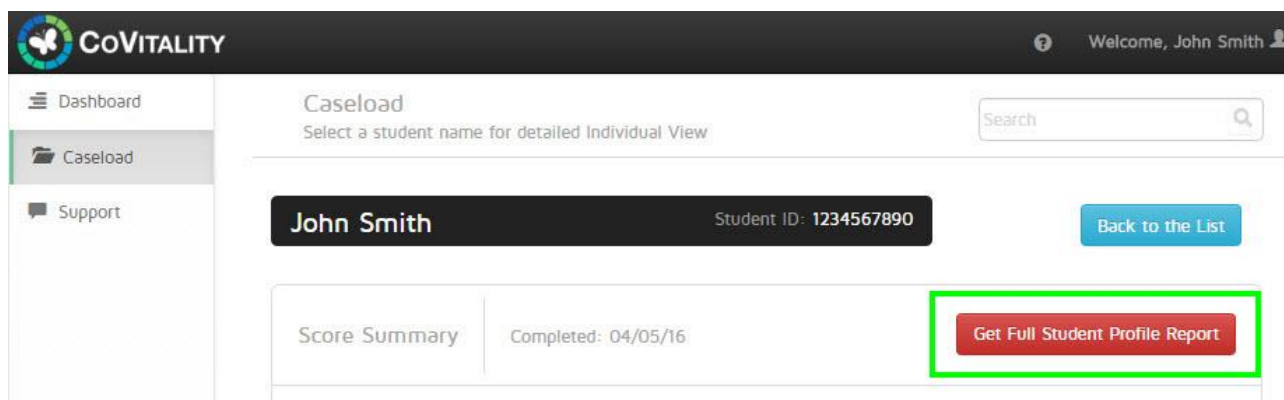 COVITALITY
Welcome, John Smith
Dashboard
Caseload
Support
Caseload
Select a student name for detailed Individual View
Search
John Smith
Student ID: 1234567890
Back to the List
Score Summary
Completed: 04/05/16
Get Full Student Profile Report